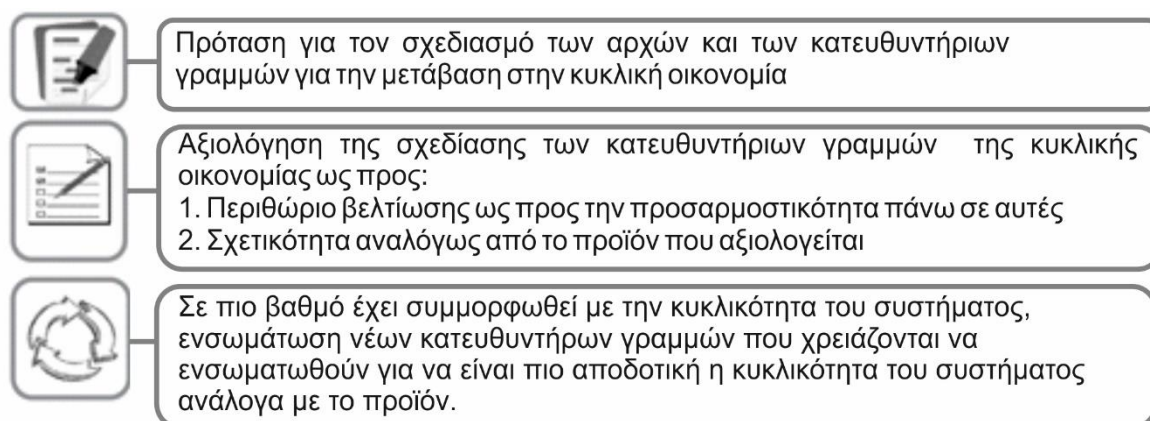 Πρόταση για τον σχεδιασμό των αρχών και των κατευθυντήριων
γραμμών για την μετάβαση στην κυκλική οικονομία
Αξιολόγηση της σχεδίασης των κατευθυντήριων γραμμών της κυκλικής
οικονομίας ως προς:
1. Περιθώριο βελτίωσης ως προς την προσαρμοστικότητα πάνω σε αυτές
2. Σχετικότητα αναλόγως από το προϊόν που αξιολογείται
Σε πιο βαθμό έχει συμμορφωθεί με την κυκλικότητα του συστήματος,
ενσωμάτωση νέων κατευθυντήρων γραμμών που χρειάζονται να
ενσωματωθούν για να είναι πιο αποδοτική η κυκλικότητα του συστήματος
ανάλογα με το προϊόν.